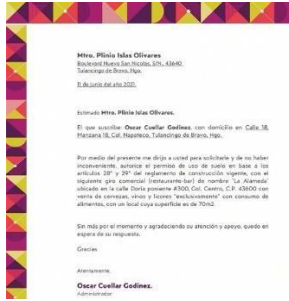 Mtro. Plinio Islas Olivares
Boulevard Nuevo San Nicolas, S/N., 43640.
Tulancingo de Bravo, Hgo.
11 de junio del año 2021.
Estimado Mtro. Plinio Islas Olivares.
El que suscribe: Oscar Cuellar Godinez, con domicilio en Calle 18,
Manzana 18, Col. Napateco, Tulancingo de Bravo, Hgo.
Por medio del presente me dirijo a usted para solicitarle y de no haber
inconveniente, autorice el permiso de uso de suelo en base a los
artículos 28° y 29° del reglamento de construcción vigente, con el
siguiente giro comercial (restaurante-bar) de nombre "La Alameda"
ubicado en la calle Doria poniente #300, Col. Centro, C.P. 43600 con
venta de cervezas, vinos y licores "exclusivamente" con consumo de
alimentos, con un local cuya superficie es de 70m2.
Sin más por el momento y agradeciendo su atención y apoyo, quedo en
espera de su respuesta.
Gracias
Atentamente,
Oscar Cuellar Godinez.
Administrador